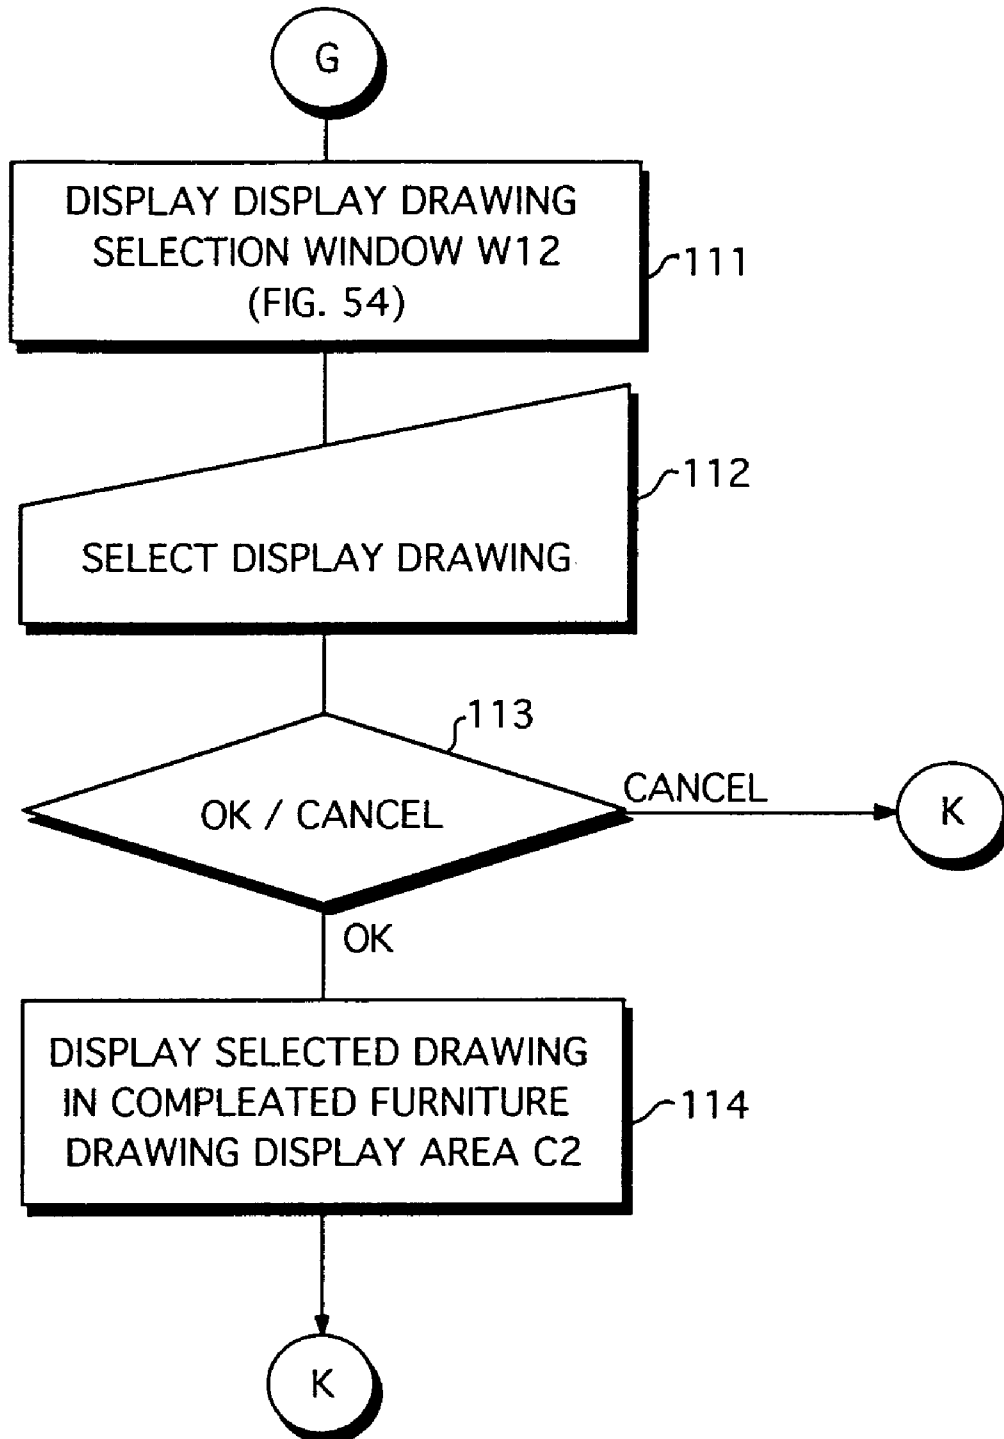 G
DISPLAY DISPLAY DRAWING
SELECTION WINDOW W12
(FIG. 54)
111
112
SELECT DISPLAY DRAWING
113
OK / CANCEL
CANCEL
K
OK
DISPLAY SELECTED DRAWING
IN COMPLEATED FURNITURE
DRAWING DISPLAY AREA C2
114
K